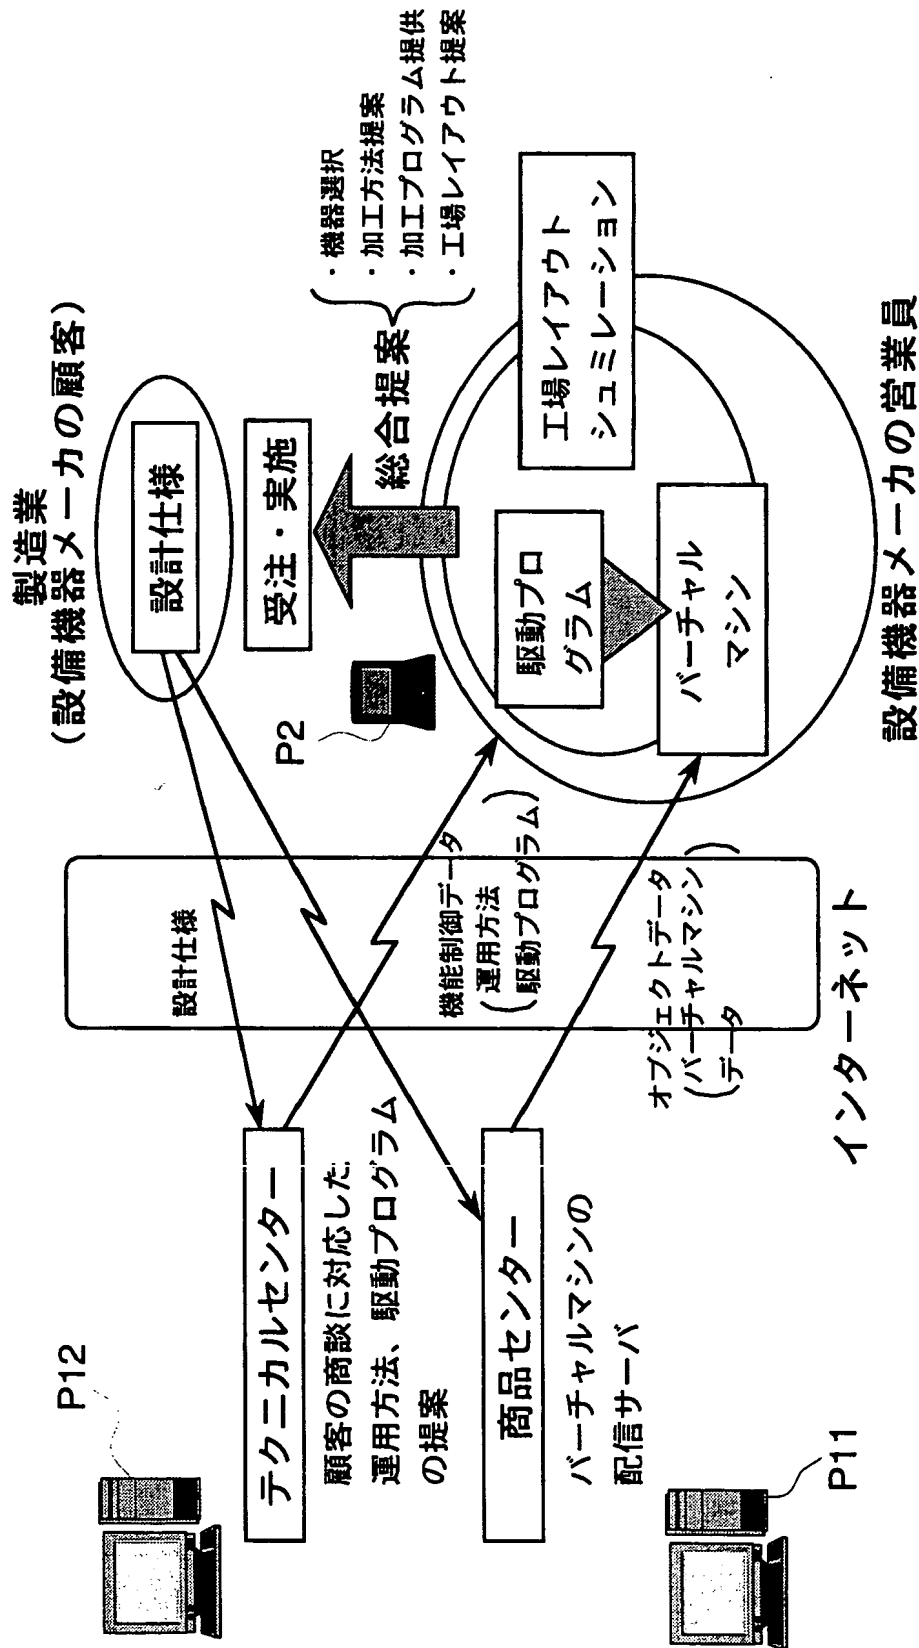 P12
テクニカルセンター
顧客の商談に対応した
運用方法、駆動プログラム
の提案
商品センター
バーチャルマシンの
配信サーバ
P11
設計仕様
機能制御データ
(運用方法
駆動プログラム)
オブジェクトデータ
(バーチャルマシン
データ)
インターネット
製造業
(設備機器メーカの顧客)
設計仕様
受注・実施
P2
総合提案
・機器選択
・加工方法提案
・加工プログラム提供
・工場レイアウト提案
駆動プロ
グラム
バーチャル
マシン
工場レイアウト
シュミレーション
設備機器メーカの営業員